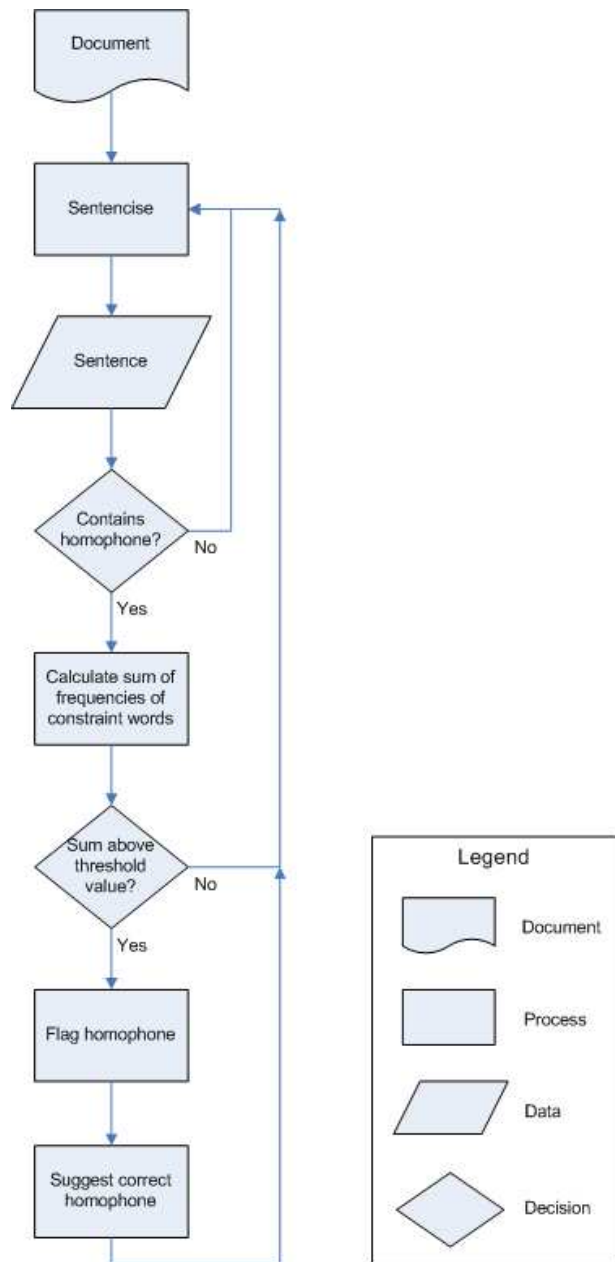 Document
Sentencise
Sentence
Contains
homophone?
No
Yes
Calculate sum of
frequencies of
constraint words
Sum above
threshold
value?
No
Yes
Flag homophone
Suggest correct
homophone
Legend
Document
Process
Data
Decision